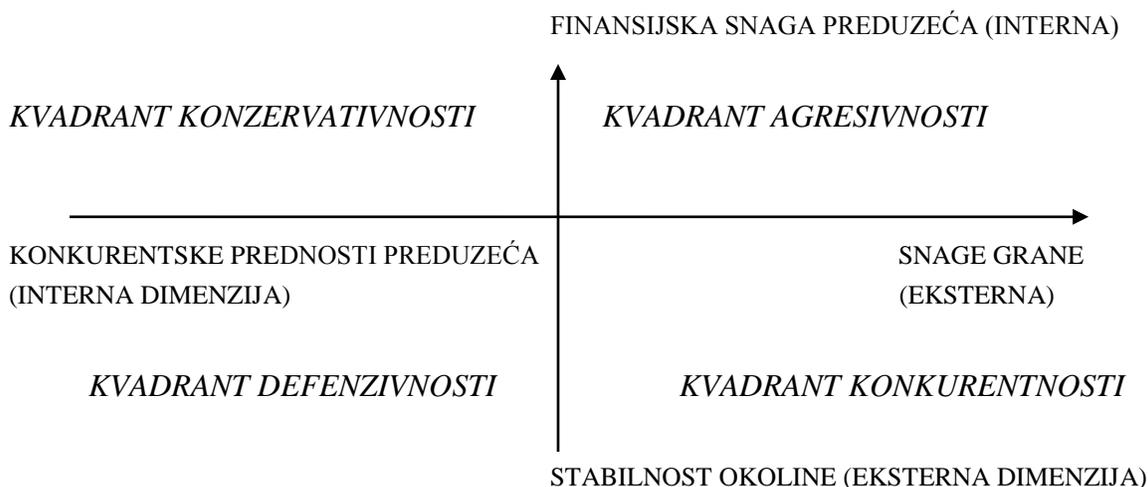 FINANSIJSKA SNAGA PREDUZEĆA (INTERNA)
KVADRANT KONZERVATIVNOSTI
KVADRANT AGRESIVNOSTI
KONKURENTSKE PREDNOSTI PREDUZEĆA
(INTERNA DIMENZIJA)
SNAGE GRANE
(EKSTERNA)
KVADRANT DEFENZIVNOSTI
KVADRANT KONKURENTNOSTI
STABILNOST OKOLINE (EKSTERNA DIMENZIJA)